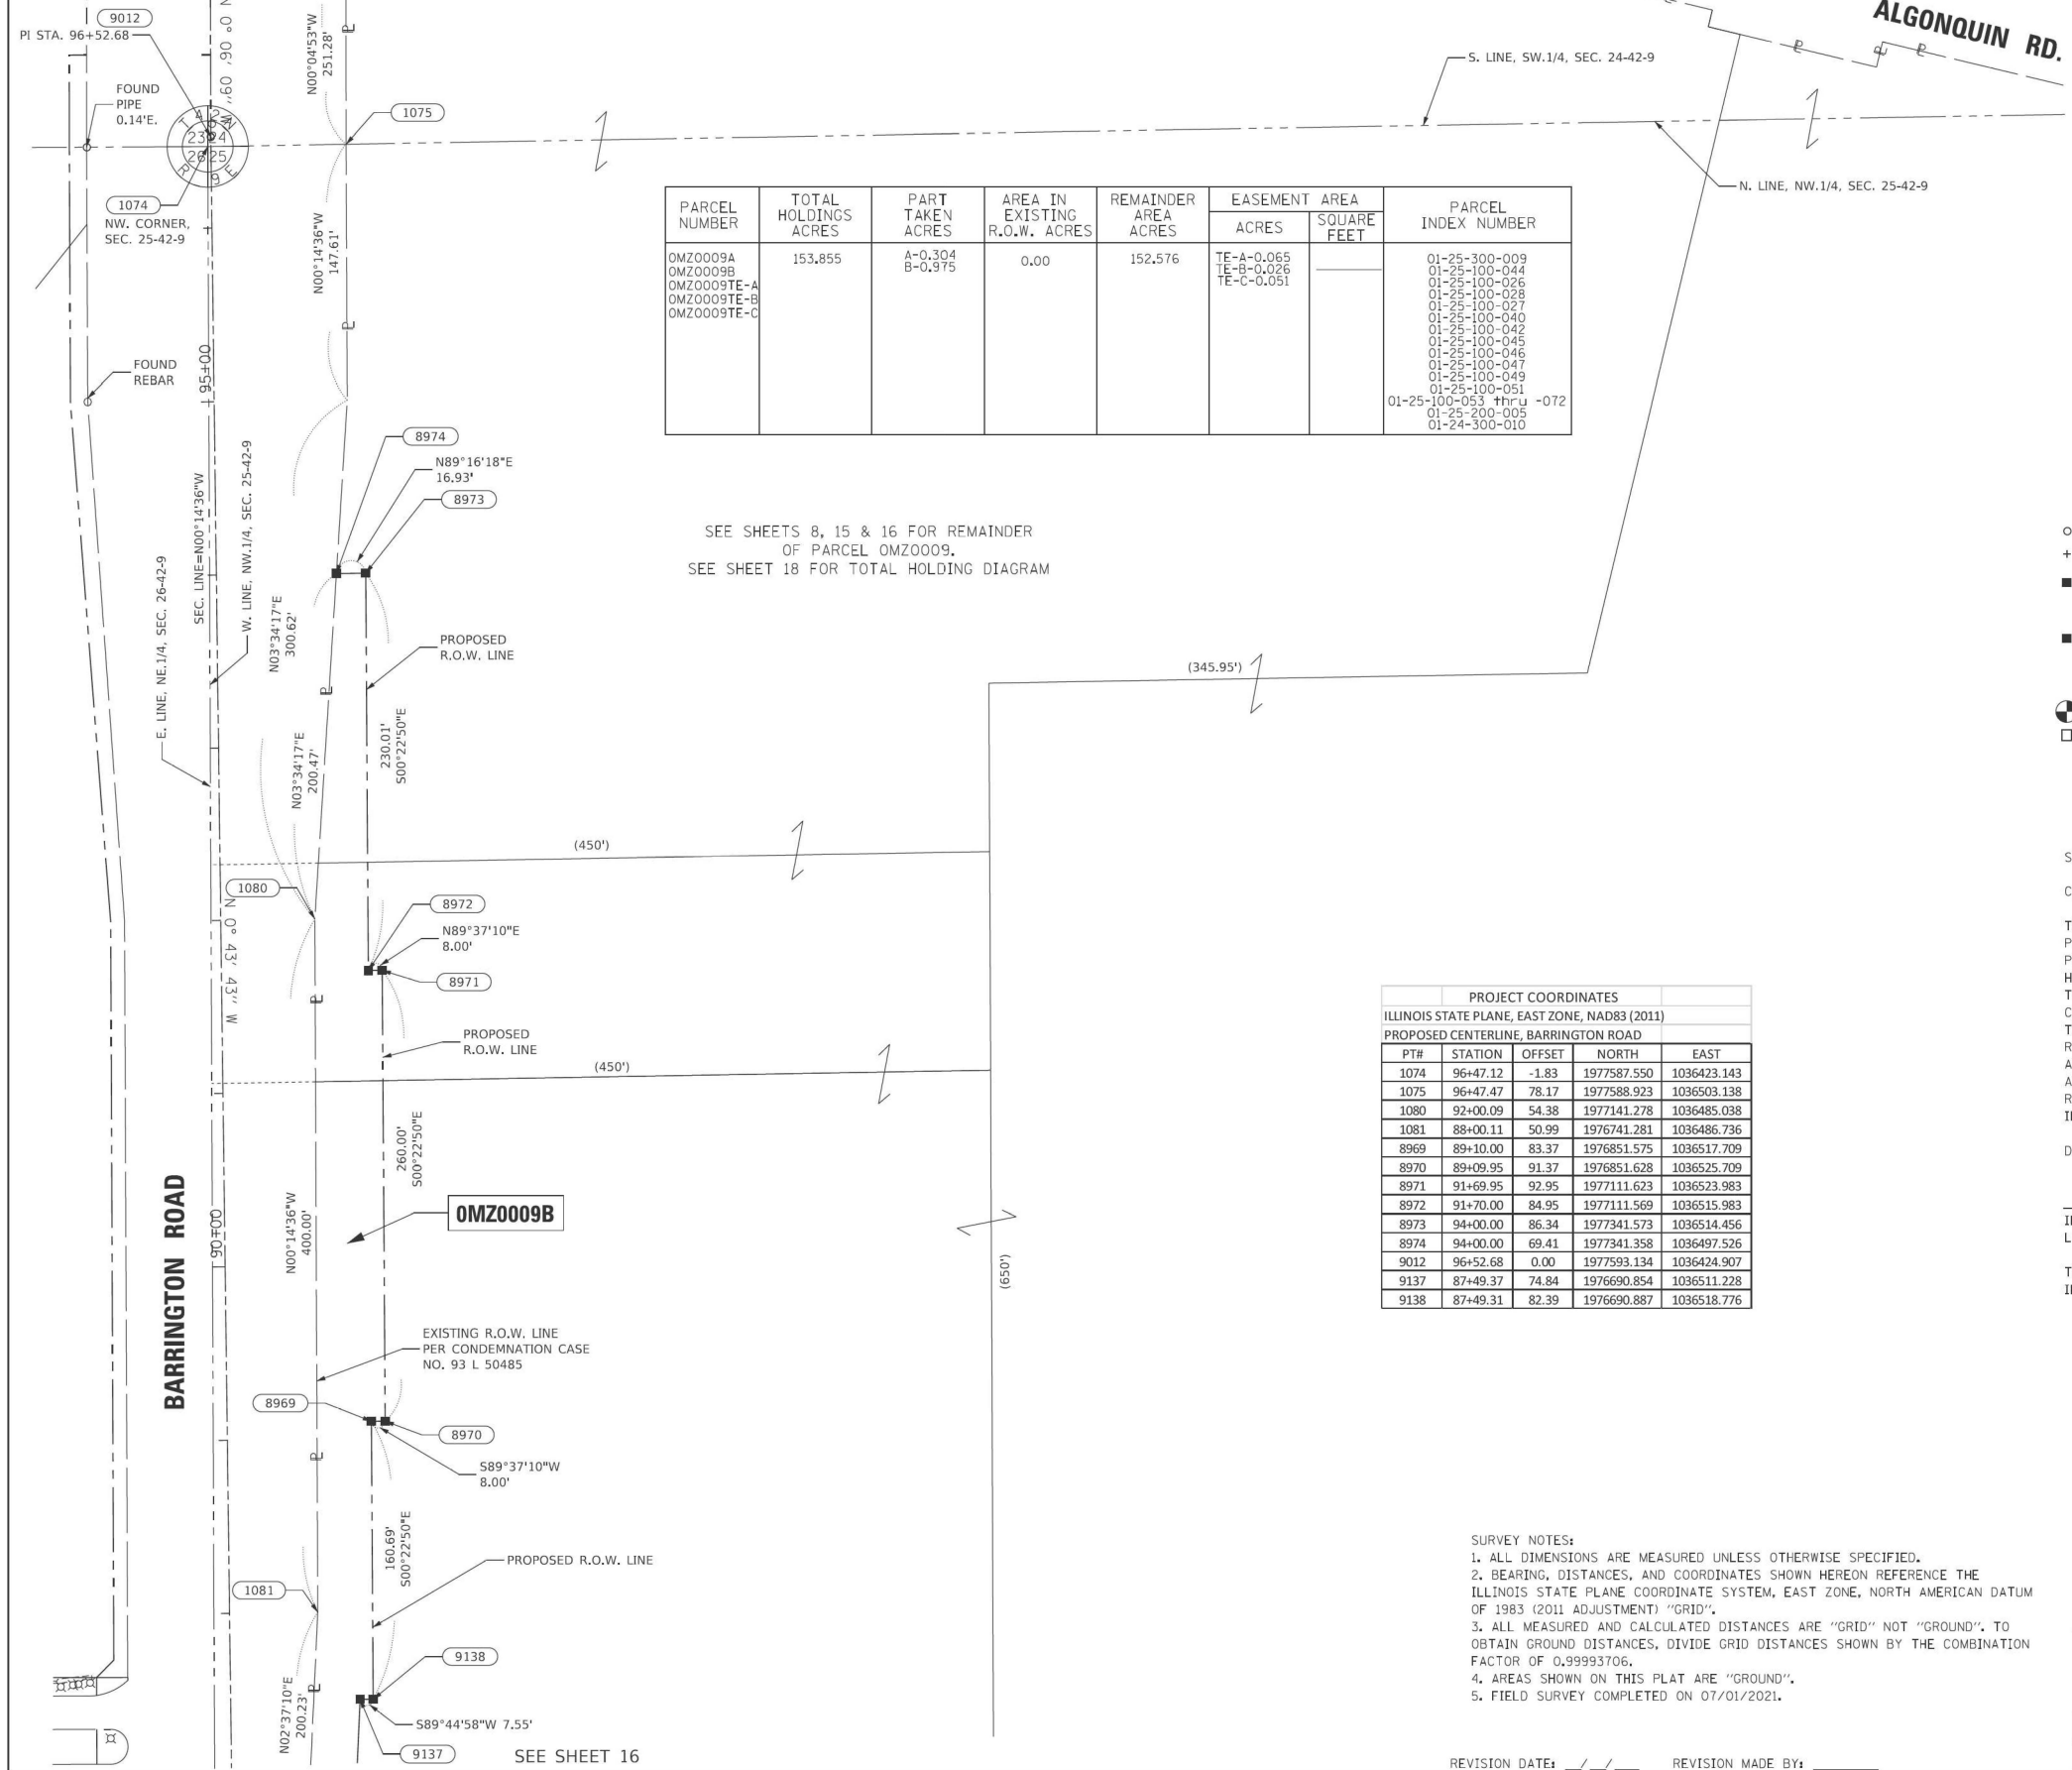 9012
PI STA. 96+52.68
N 0° 06' 09" W
FOUND
PIPE
0.14'E.
T 42 N
23 24
26 25
R 9 E
1074
NW. CORNER,
SEC. 25-42-9
N00°04'53"W
251.28'
1075
S. LINE, SW.1/4, SEC. 24-42-9
ALGONQUIN RD.
N. LINE, NW.1/4, SEC. 25-42-9
N00°14'36"W
147.61'
PARCEL NUMBER | TOTAL HOLDINGS ACRES | PART TAKEN ACRES | AREA IN EXISTING R.O.W. ACRES | REMAINDER AREA ACRES | EASEMENT AREA ACRES | SQUARE FEET | PARCEL INDEX NUMBER
0MZ0009A 153.855 A-0.304 0.00 152.576 TE-A-0.065 01-25-300-009
0MZ0009B B-0.975 TE-B-0.026 01-25-100-044
0MZ0009TE-A TE-C-0.051 01-25-100-026
0MZ0009TE-B 01-25-100-028
0MZ0009TE-C 01-25-100-027
01-25-100-040
01-25-100-042
01-25-100-045
01-25-100-046
01-25-100-047
01-25-100-049
01-25-100-051
01-25-100-053 thru -072
01-25-200-005
01-24-300-010
FOUND
REBAR
95+00
SEC. LINE=N00°14'36"W
W. LINE, NW.1/4, SEC. 25-42-9
E. LINE, NE.1/4, SEC. 26-42-9
8974
N89°16'18"E
16.93'
8973
SEE SHEETS 8, 15 & 16 FOR REMAINDER
OF PARCEL 0MZ0009.
SEE SHEET 18 FOR TOTAL HOLDING DIAGRAM
N03°34'17"E
300.62'
PROPOSED
R.O.W. LINE
(345.95')
230.01'
S00°22'50"E
N03°34'17"E
200.47'
(450')
1080
N 0° 43' 43" W
8972
N89°37'10"E
8.00'
8971
PROPOSED
R.O.W. LINE
(450')
260.00'
S00°22'50"E
BARRINGTON ROAD
90+00
N00°14'36"W
400.00'
0MZ0009B
(650')
EXISTING R.O.W. LINE
PER CONDEMNATION CASE
NO. 93 L 50485
8969
8970
S89°37'10"W
8.00'
160.69'
S00°22'50"E
PROPOSED R.O.W. LINE
1081
9138
N02°37'10"E
200.23'
S89°44'58"W 7.55'
9137
SEE SHEET 16
PROJECT COORDINATES
ILLINOIS STATE PLANE, EAST ZONE, NAD83 (2011)
PROPOSED CENTERLINE, BARRINGTON ROAD
PT# STATION OFFSET NORTH EAST
1074 96+47.12 -1.83 1977587.550 1036423.143
1075 96+47.47 78.17 1977588.923 1036503.138
1080 92+00.09 54.38 1977141.278 1036485.038
1081 88+00.11 50.99 1976741.281 1036486.736
8969 89+10.00 83.37 1976851.575 1036517.709
8970 89+09.95 91.37 1976851.628 1036525.709
8971 91+69.95 92.95 1977111.623 1036523.983
8972 91+70.00 84.95 1977111.569 1036515.983
8973 94+00.00 86.34 1977341.573 1036514.456
8974 94+00.00 69.41 1977341.358 1036497.526
9012 96+52.68 0.00 1977593.134 1036424.907
9137 87+49.37 74.84 1976690.854 1036511.228
9138 87+49.31 82.39 1976690.887 1036518.776
SURVEY NOTES:
1. ALL DIMENSIONS ARE MEASURED UNLESS OTHERWISE SPECIFIED.
2. BEARING, DISTANCES, AND COORDINATES SHOWN HEREON REFERENCE THE
ILLINOIS STATE PLANE COORDINATE SYSTEM, EAST ZONE, NORTH AMERICAN DATUM
OF 1983 (2011 ADJUSTMENT) "GRID".
3. ALL MEASURED AND CALCULATED DISTANCES ARE "GRID" NOT "GROUND". TO
OBTAIN GROUND DISTANCES, DIVIDE GRID DISTANCES SHOWN BY THE COMBINATION
FACTOR OF 0.99993706.
4. AREAS SHOWN ON THIS PLAT ARE "GROUND".
5. FIELD SURVEY COMPLETED ON 07/01/2021.
REVISION DATE: __/__/____ REVISION MADE BY: ________